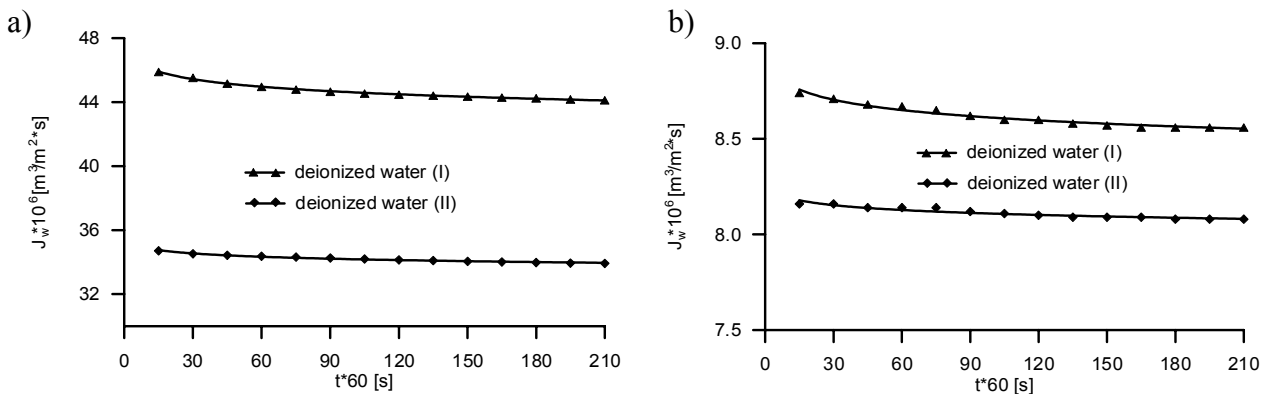 a)
48
44
40
36
32
J_w*10^6[m^3/m^2*s]
deionized water (I)
deionized water (II)
0 30 60 90 120 150 180 210
t*60 [s]
b)
9.0
8.5
8.0
7.5
J_w*10^6[m^3/m^2*s]
deionized water (I)
deionized water (II)
0 30 60 90 120 150 180 210
t*60 [s]